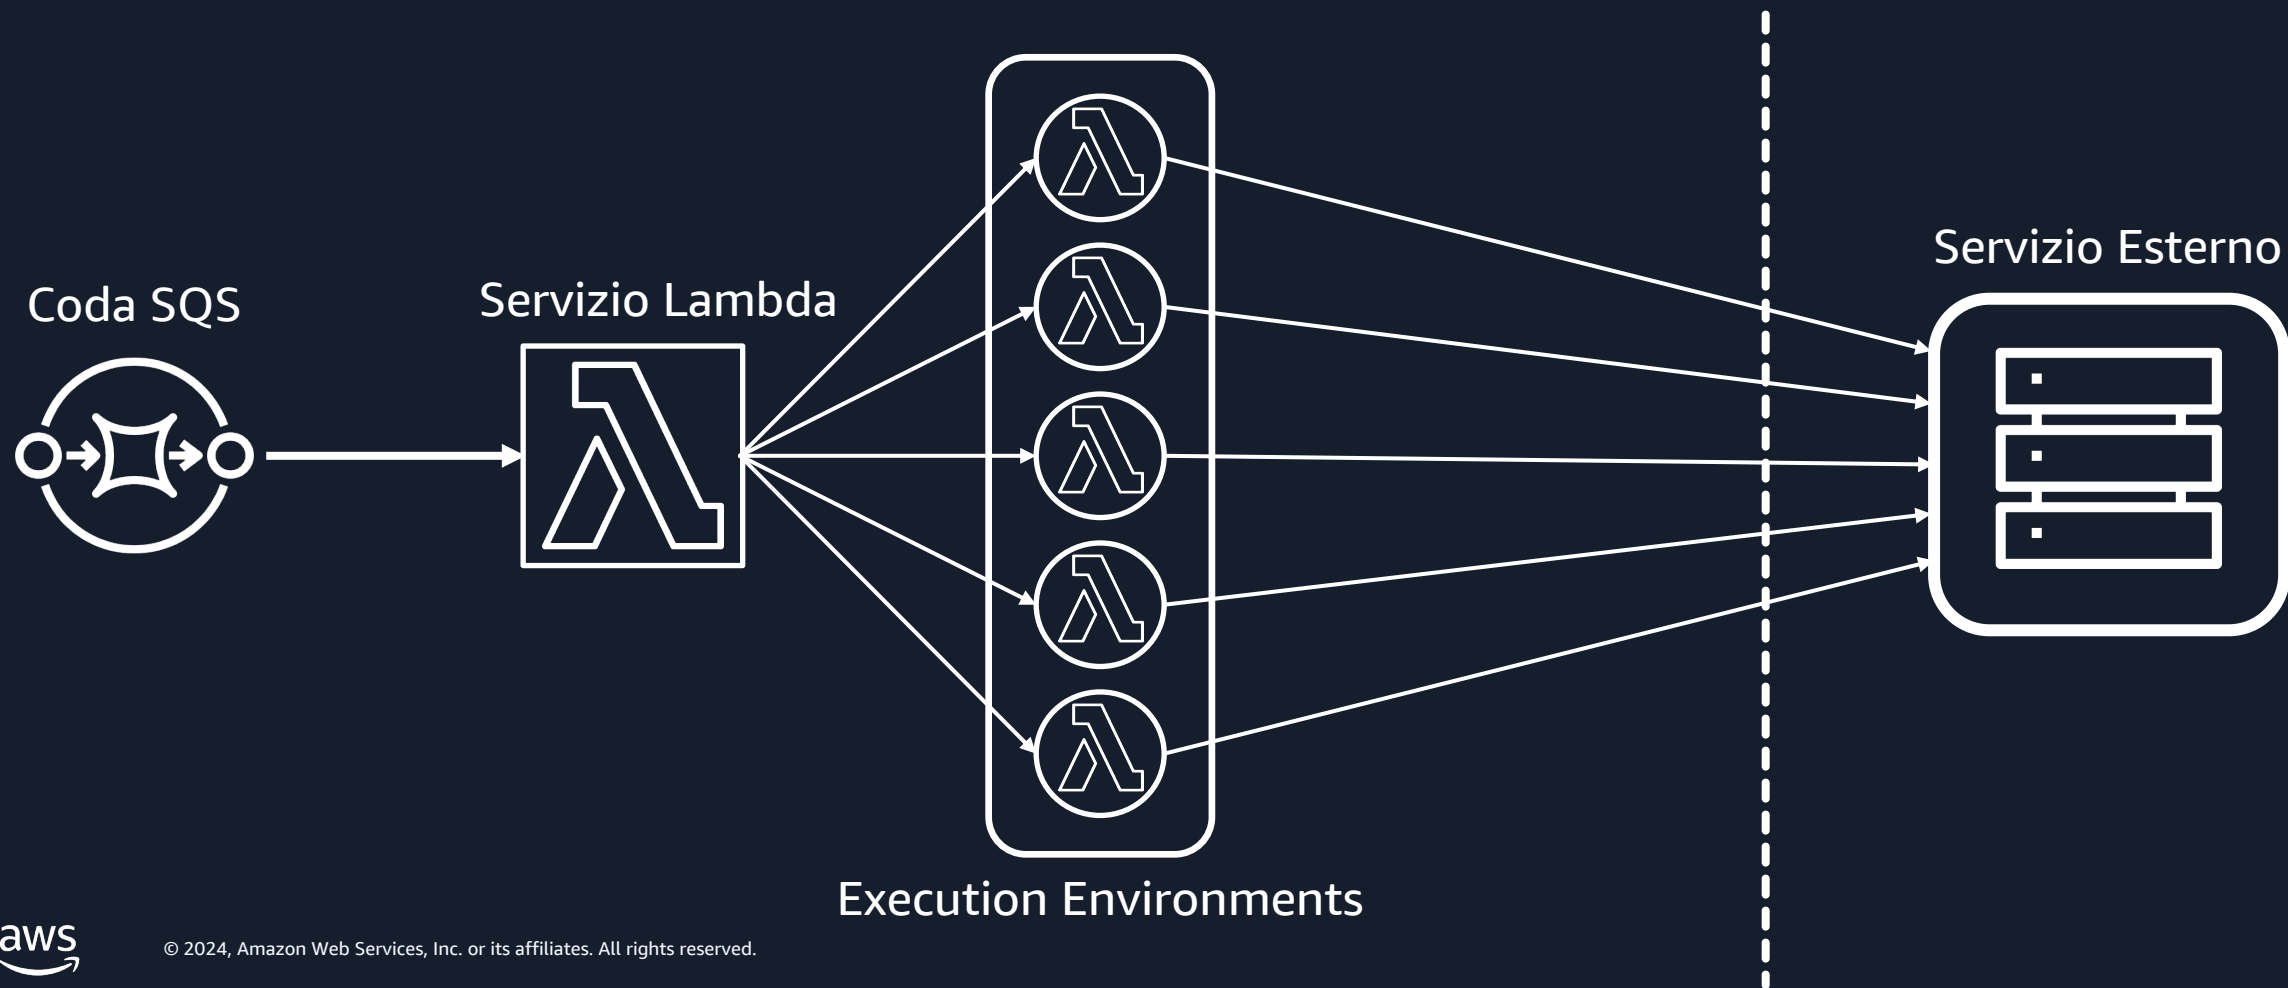 Servizio Esterno
Servizio Lambda
Coda SQS
Execution Environments
aws
© 2024, Amazon Web Services, Inc. or its affiliates. All rights reserved.